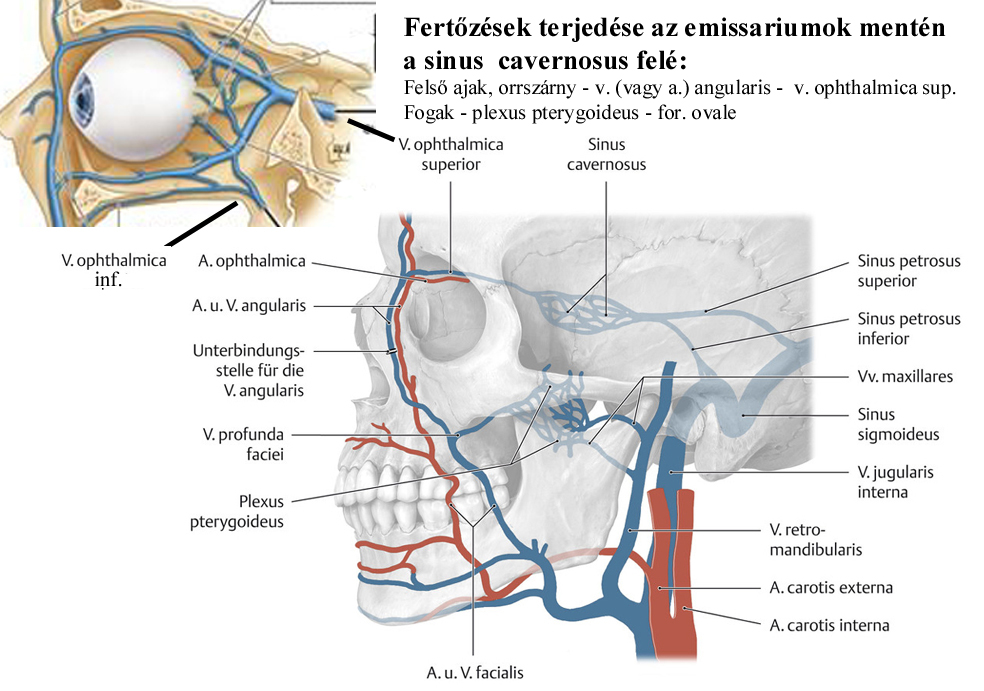 Fertőzések terjedése az emissariumok mentén
a sinus cavernosus felé:
Felső ajak, orrszárny - v. (vagy a.) angularis - v. ophthalmica sup.
Fogak - plexus pterygoideus - for. ovale
V. ophthalmica
superior
Sinus
cavernosus
V. ophthalmica
inf.
A. ophthalmica
A. u. V. angularis
Unterbindungs-
stelle für die
V. angularis
V. profunda
faciei
Plexus
pterygoideus
A. u. V. facialis
Sinus petrosus
superior
Sinus petrosus
inferior
Vv. maxillares
Sinus
sigmoideus
V. jugularis
interna
V. retro-
mandibularis
A. carotis externa
A. carotis interna